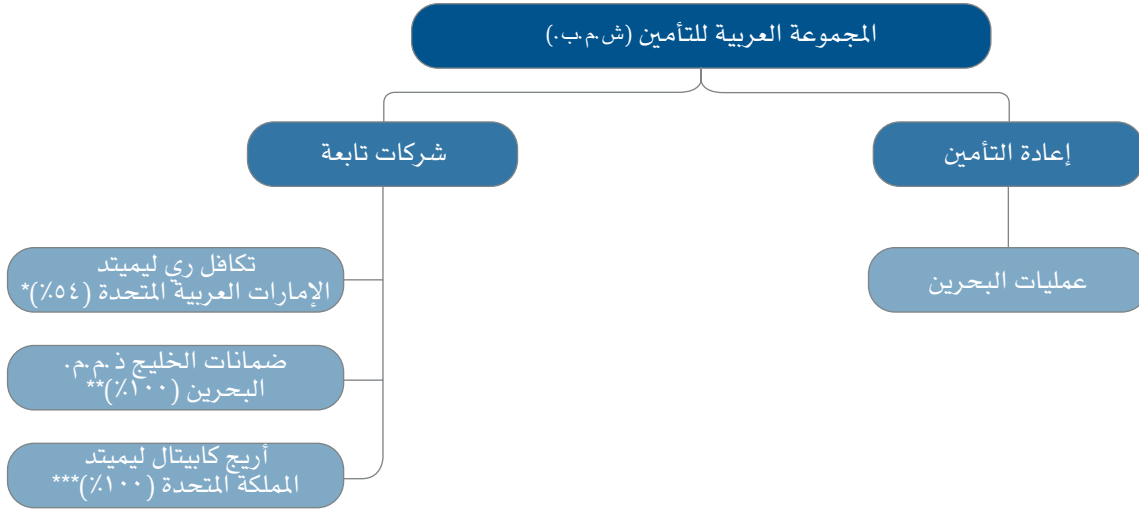 المجموعة العربية للتأمين (ش.م.ب.)
إعادة التأمين
شركات تابعة
عمليات البحرين
تكافل ري ليميتد
الإمارات العربية المتحدة (٥٤٪)*
ضمانات الخليج ذ.م.م.
البحرين (١٠٠٪)**
أريج كابيتال ليميتد
المملكة المتحدة (١٠٠٪)***